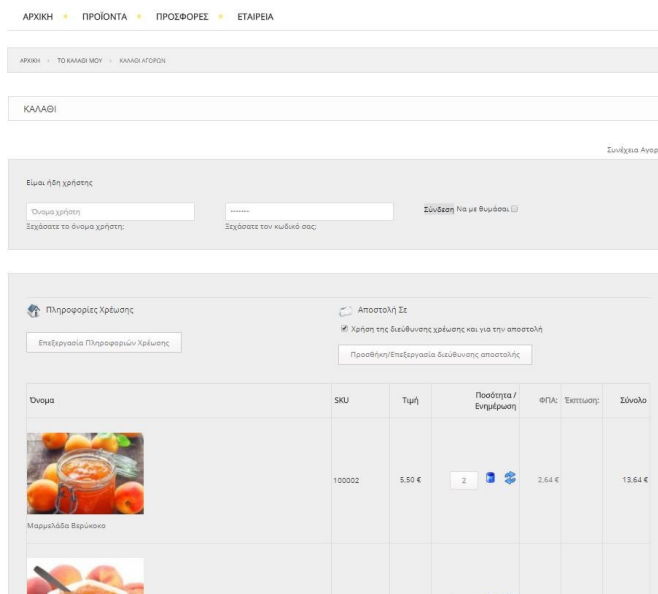 ΑΡΧΙΚΗ ΠΡΟΪΟΝΤΑ ΠΡΟΣΦΟΡΕΣ ΕΤΑΙΡΕΙΑ
ΑΡΧΙΚΗ ΤΟ ΚΑΛΑΘΙ ΜΟΥ ΚΑΛΑΘΙ ΑΓΟΡΩΝ
ΚΑΛΑΘΙ
Συνέχεια Αγορ
Είμαι ήδη χρήστης
Όνομα χρήστη ------- Σύνδεση Να με θυμάσαι
Ξεχάσατε το όνομα χρήστη; Ξεχάσατε τον κωδικό σας;
Πληροφορίες Χρέωσης Αποστολή Σε
Χρήση της διεύθυνσης χρέωσης και για την αποστολή
Επεξεργασία Πληροφοριών Χρέωσης
Προσθήκη/Επεξεργασία διεύθυνσης αποστολής
Όνομα SKU Τιμή Ποσότητα / Ενημέρωση ΦΠΑ: Έκπτωση: Σύνολο
100002 5,50 € 2 2,64 € 13,64 €
Μαρμελάδα Βερύκοκο